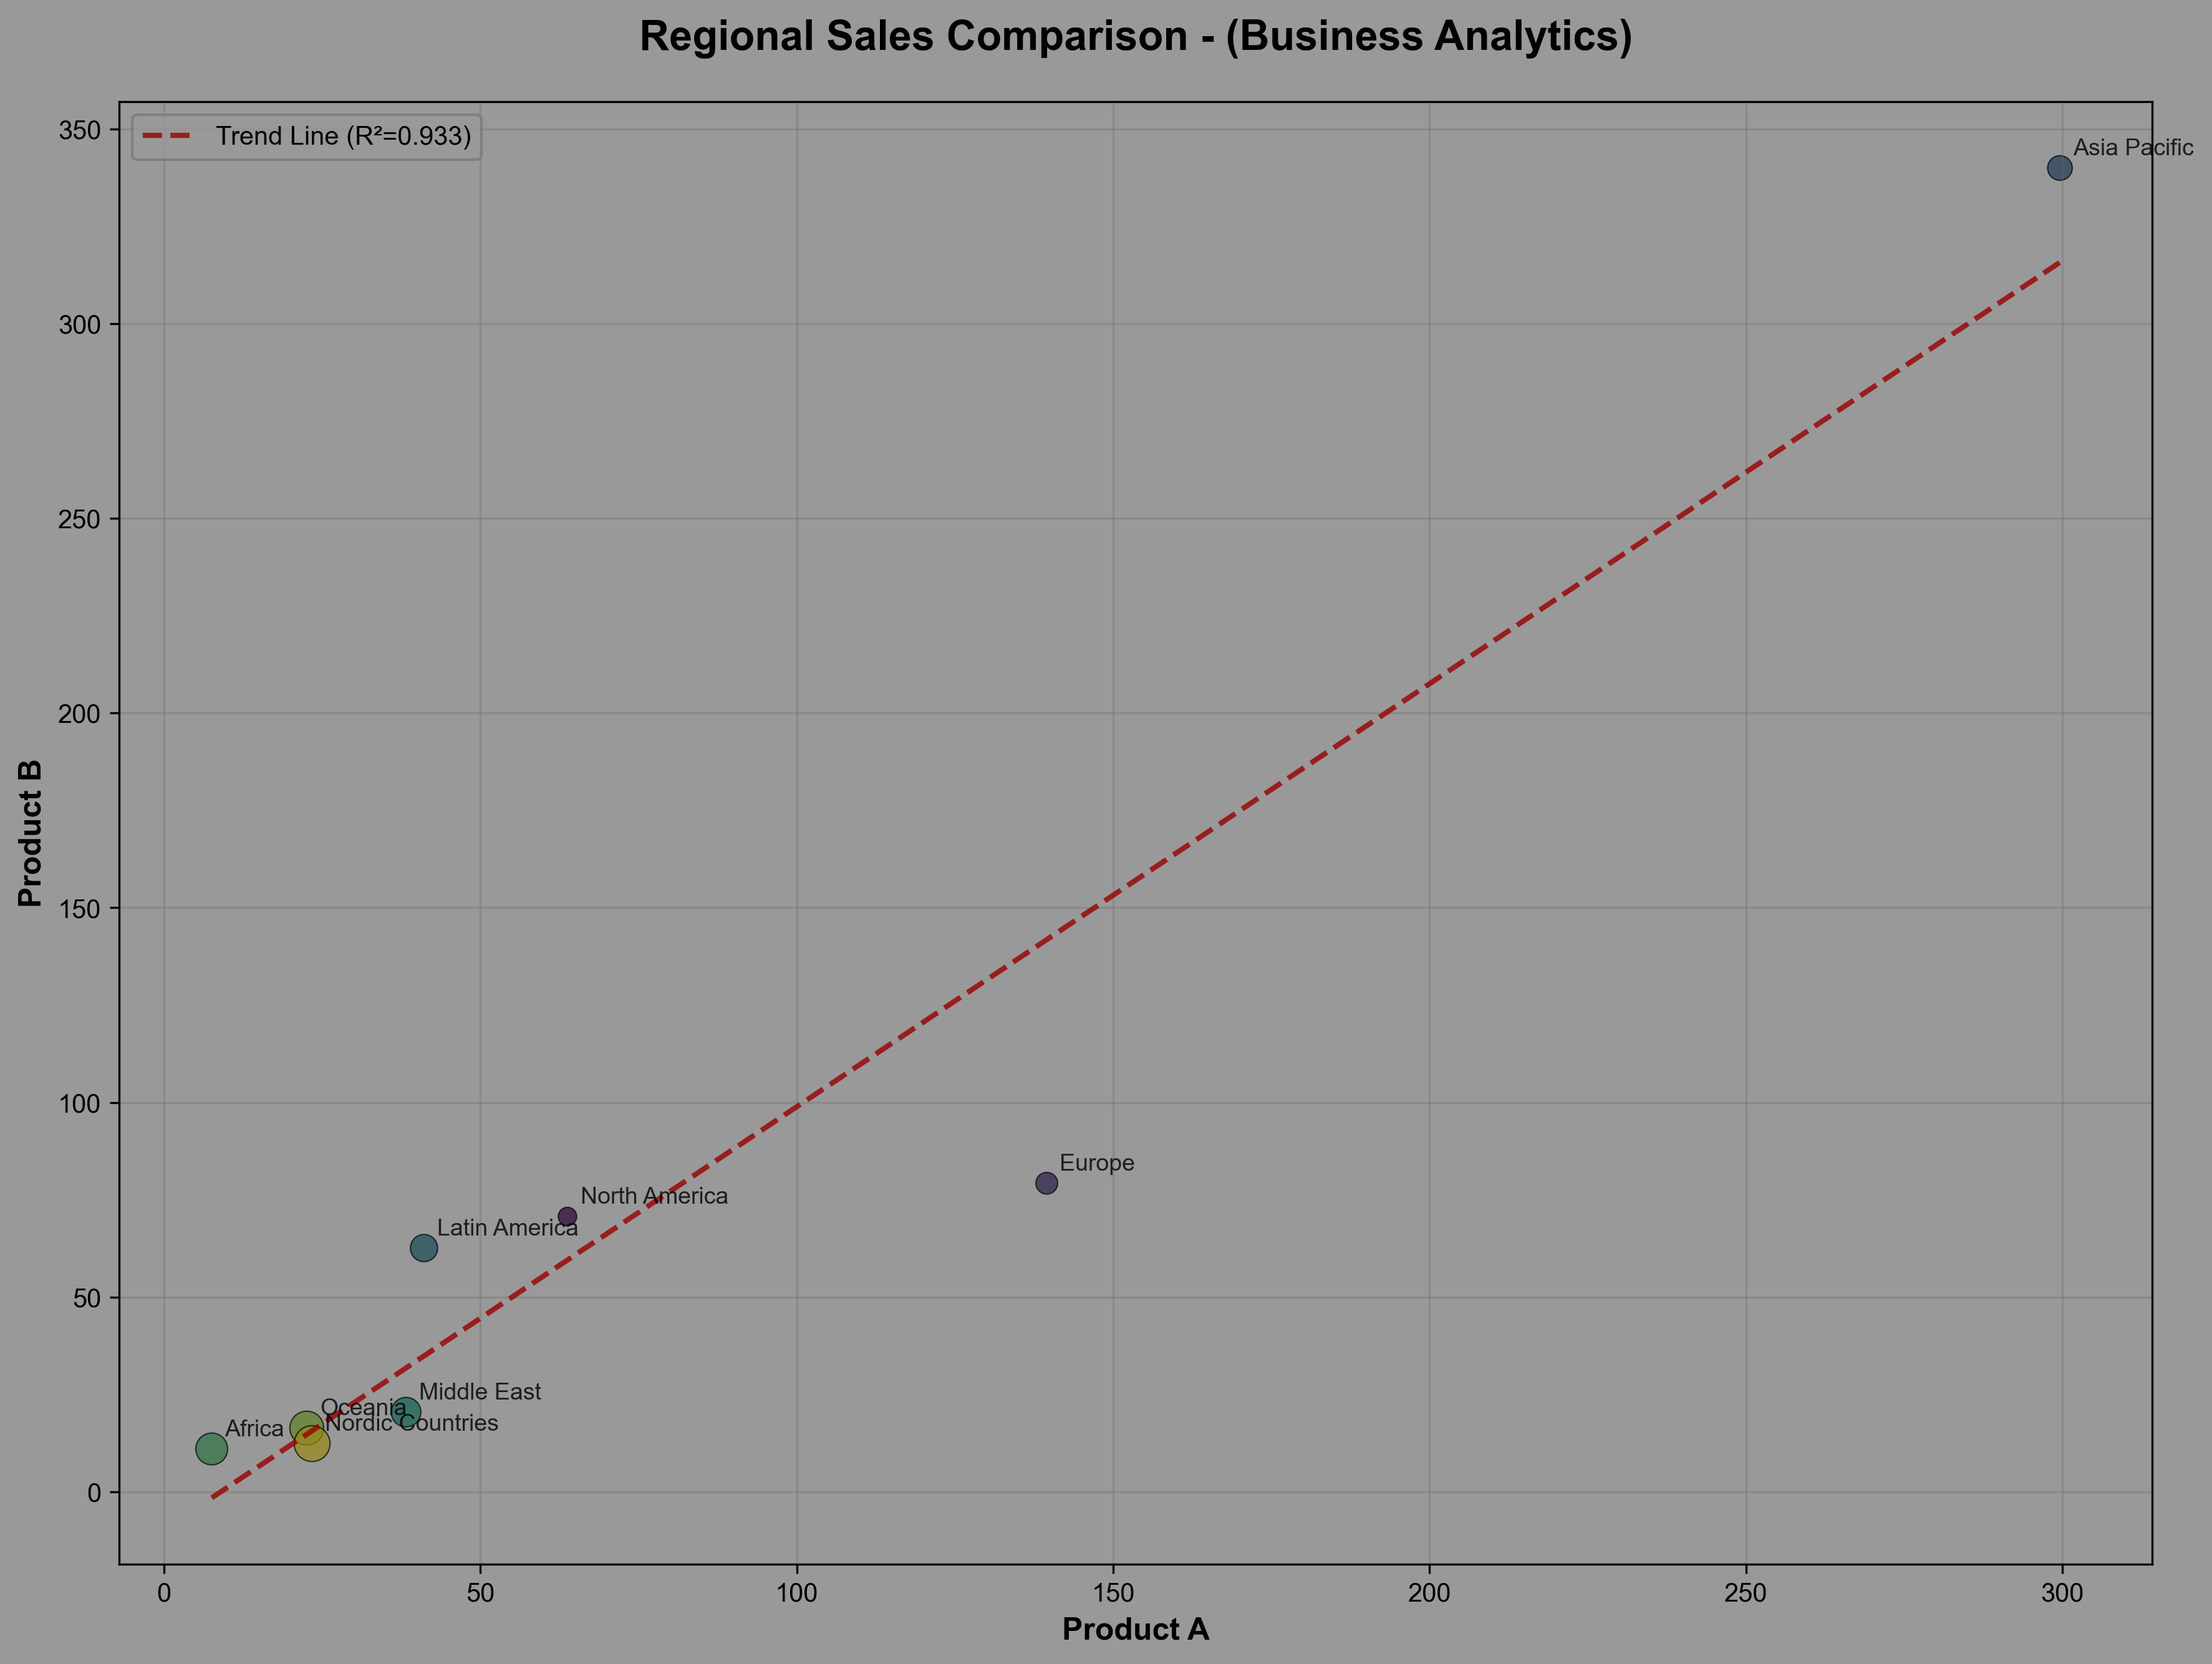 Regional Sales Comparison - (Business Analytics)
Trend Line (R²=0.933)
Asia Pacific
Europe
North America
Latin America
Middle East
Oceania
Nordic Countries
Africa
350
300
250
200
150
100
50
0
Product B
0
50
100
150
200
250
300
Product A